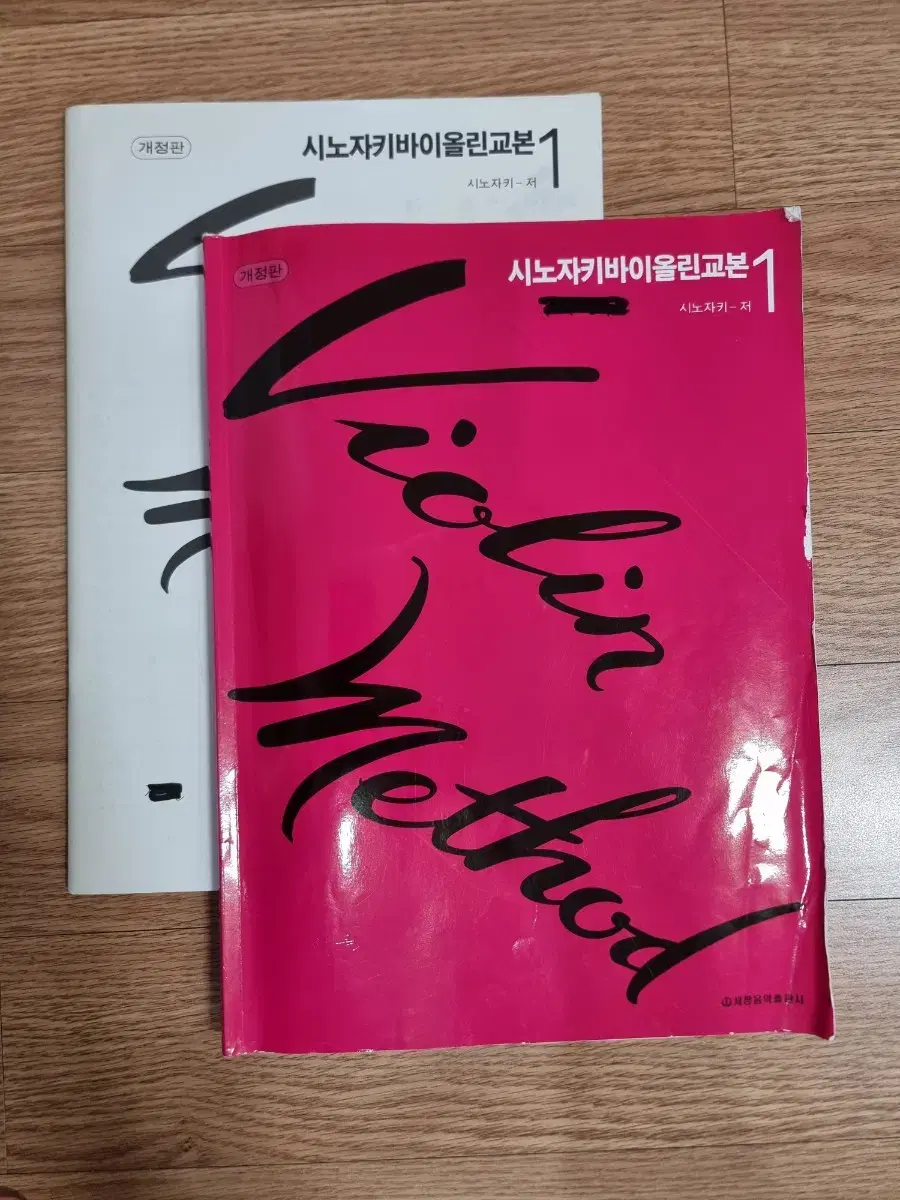 개정판
시노자키바이올린교본 1
시노자키 - 저
개정판
시노자키바이올린교본 1
시노자키 - 저
Violin
Method